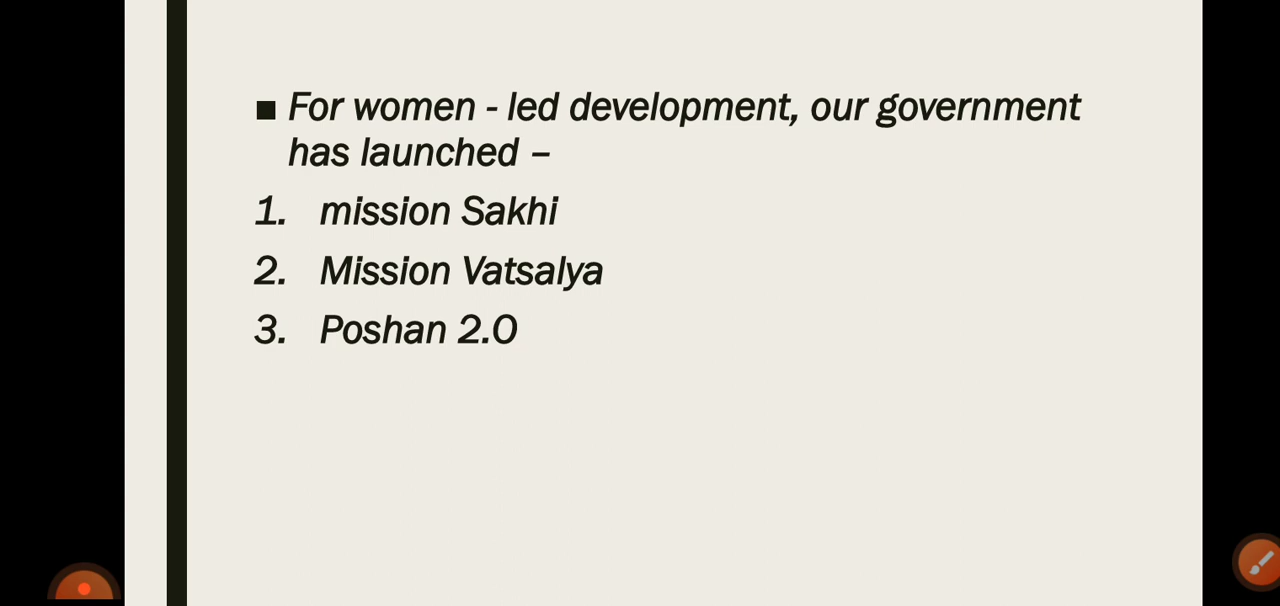 ■ For women - led development, our government
has launched –
1. mission Sakhi
2. Mission Vatsalya
3. Poshan 2.0